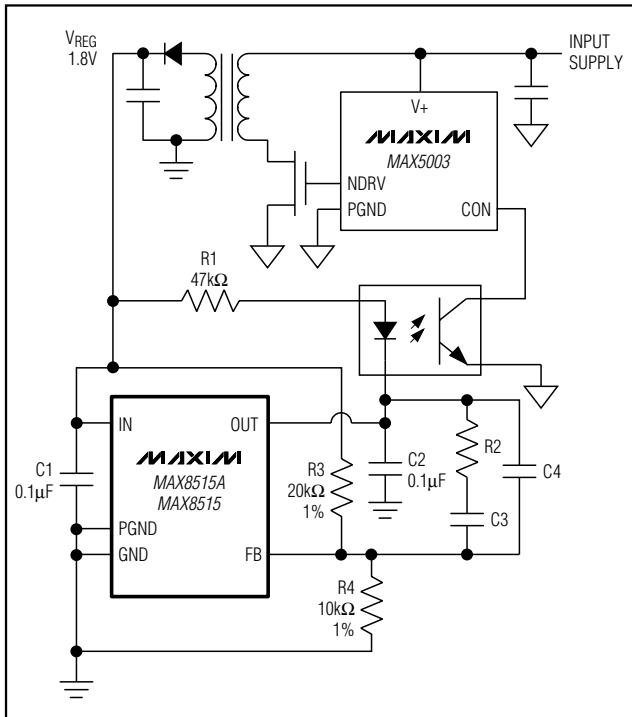 VREG
1.8V
INPUT
SUPPLY
V+
MAXIM
MAX5003
NDRV
PGND
CON
R1
47kΩ
IN
OUT
MAXIM
MAX8515A
MAX8515
PGND
GND
FB
C1
0.1µF
R3
20kΩ
1%
C2
0.1µF
R2
C4
C3
R4
10kΩ
1%